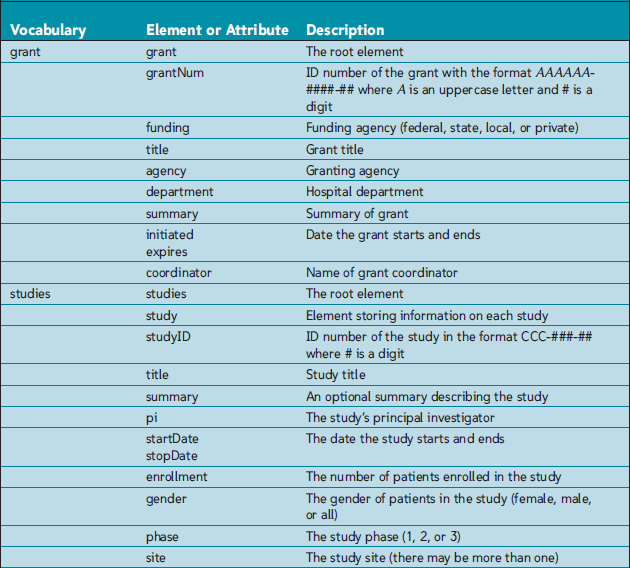 Vocabulary Element or Attribute Description
grant grant The root element
grantNum ID number of the grant with the format AAAAAA-
####-## where A is an uppercase letter and # is a
digit
funding Funding agency (federal, state, local, or private)
title Grant title
agency Granting agency
department Hospital department
summary Summary of grant
initiated Date the grant starts and ends
expires
coordinator Name of grant coordinator
studies studies The root element
study Element storing information on each study
studyID ID number of the study in the format CCC-###-##
where # is a digit
title Study title
summary An optional summary describing the study
pi The study’s principal investigator
startDate The date the study starts and ends
stopDate
enrollment The number of patients enrolled in the study
gender The gender of patients in the study (female, male,
or all)
phase The study phase (1, 2, or 3)
site The study site (there may be more than one)